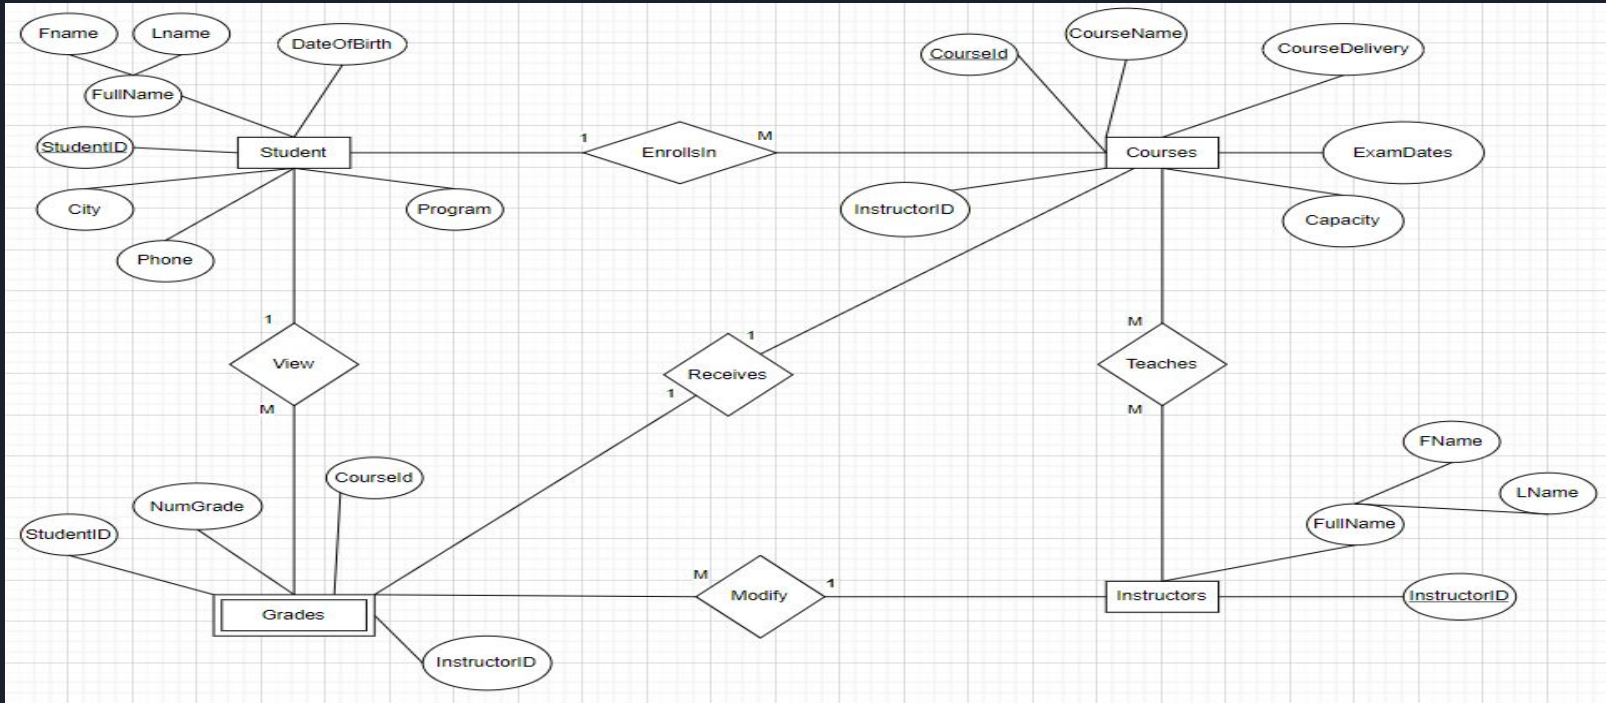 Fname
Lname
DateOfBirth
FullName
StudentID
Student
City
Phone
Program
1
EnrollsIn
M
CourseId
CourseName
CourseDelivery
Courses
ExamDates
InstructorID
Capacity
1
View
M
1
Receives
1
M
Teaches
M
StudentID
NumGrade
CourseId
Grades
InstructorID
M
Modify
1
FName
LName
FullName
Instructors
InstructorID